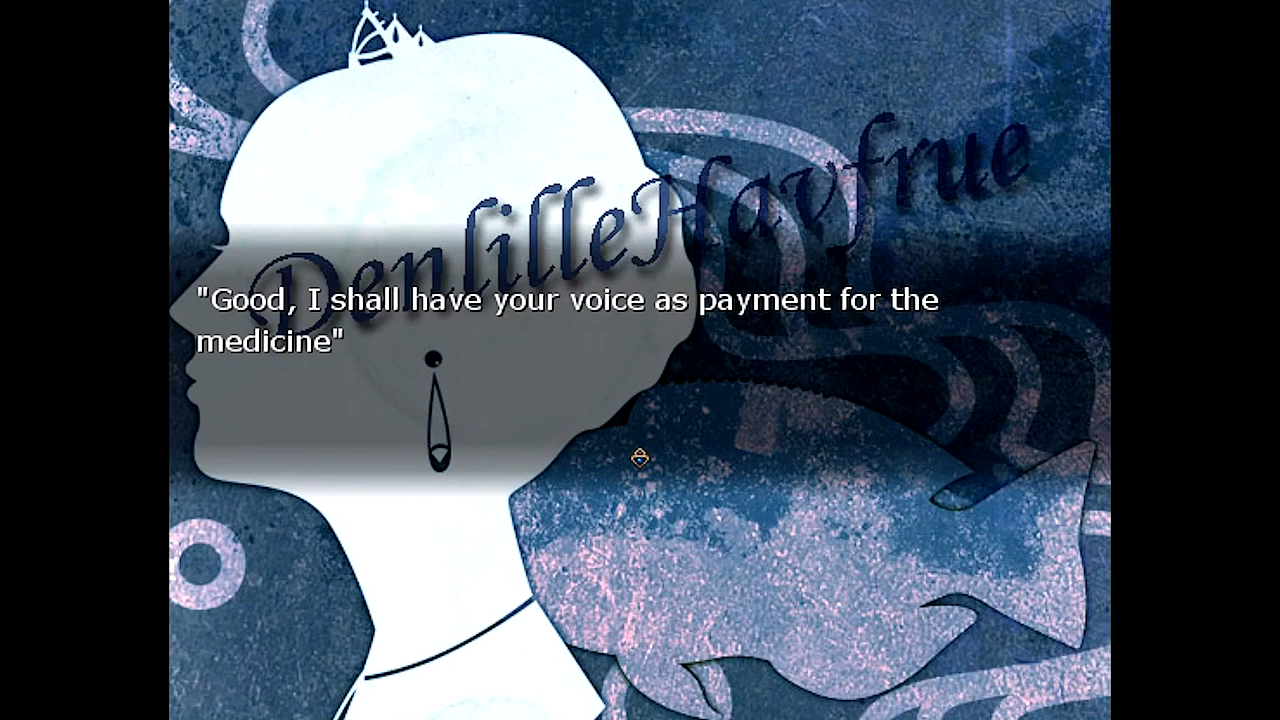 DenlilleHavfrue
"Good, I shall have your voice as payment for the
medicine"